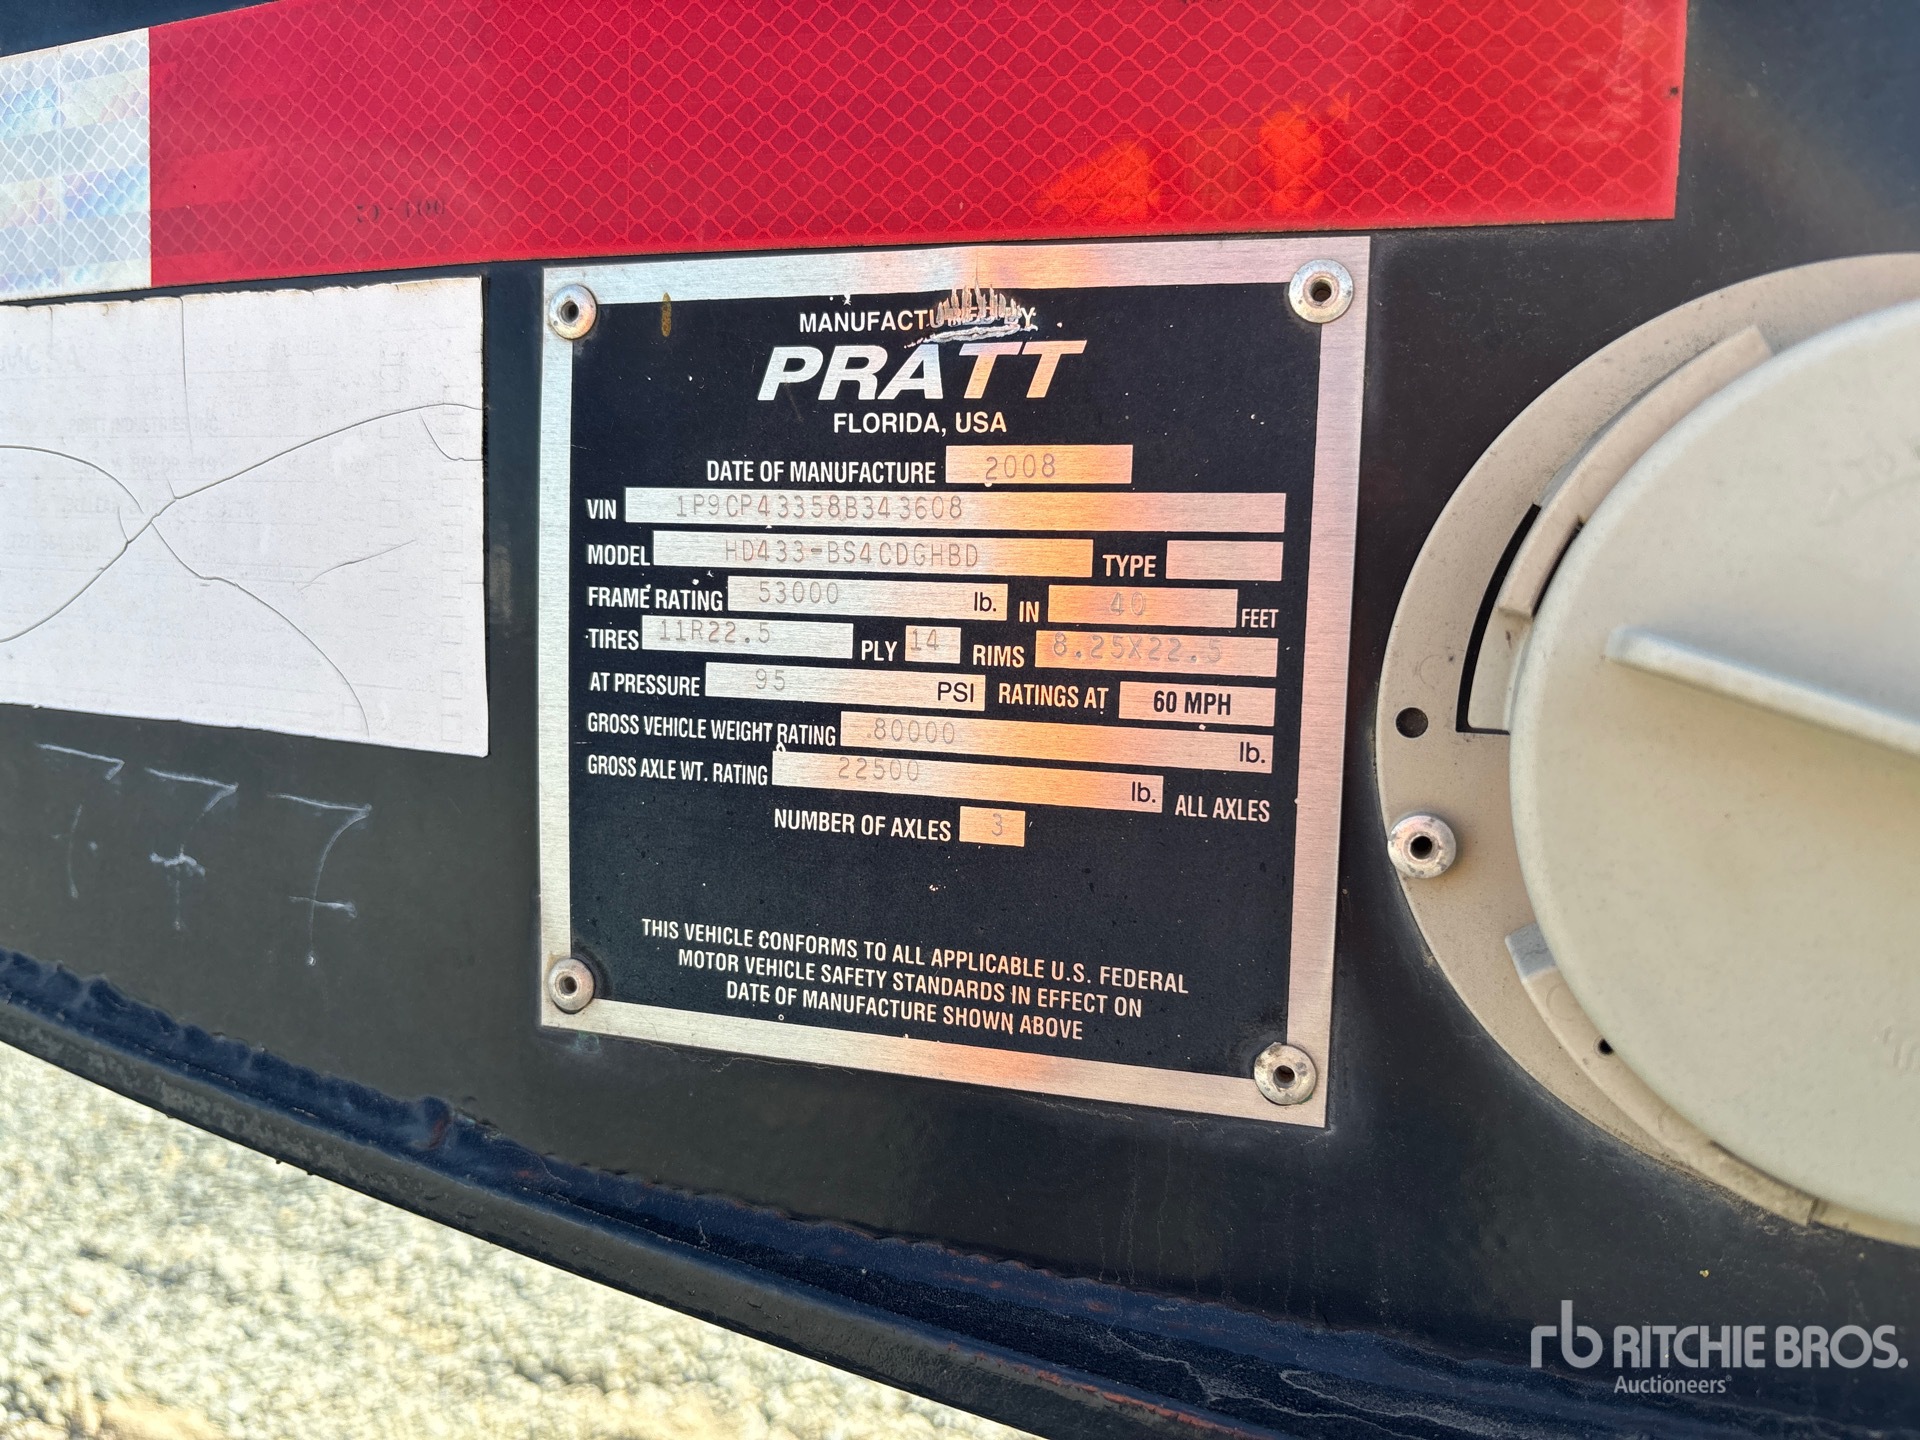 MANUFACTURED BY
PRATT
FLORIDA, USA
DATE OF MANUFACTURE 2008
VIN 1P9CP43358B343608
MODEL HD433-BS4CDGHBD TYPE
FRAME RATING 53000 lb. IN 40 FEET
TIRES 11R22.5 PLY 14 RIMS 8.25X22.5
AT PRESSURE 95 PSI RATINGS AT 60 MPH
GROSS VEHICLE WEIGHT RATING 80000 lb.
GROSS AXLE WT. RATING 22500 lb. ALL AXLES
NUMBER OF AXLES 3
THIS VEHICLE CONFORMS TO ALL APPLICABLE U.S. FEDERAL
MOTOR VEHICLE SAFETY STANDARDS IN EFFECT ON
DATE OF MANUFACTURE SHOWN ABOVE
777
rb RITCHIE BROS.
Auctioneers